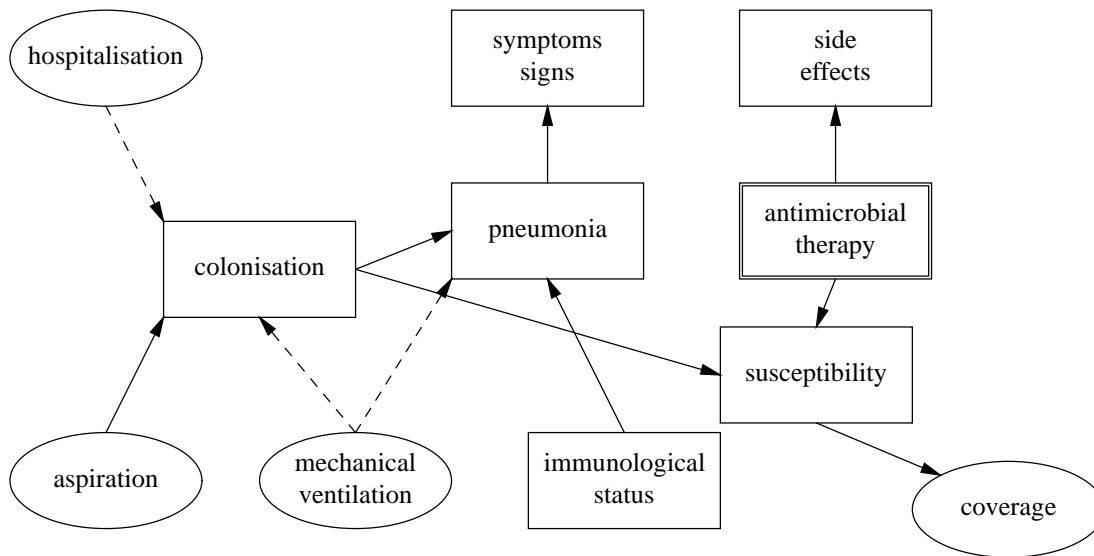 hospitalisation
symptoms
signs
side
effects
colonisation
pneumonia
antimicrobial
therapy
susceptibility
aspiration
mechanical
ventilation
immunological
status
coverage